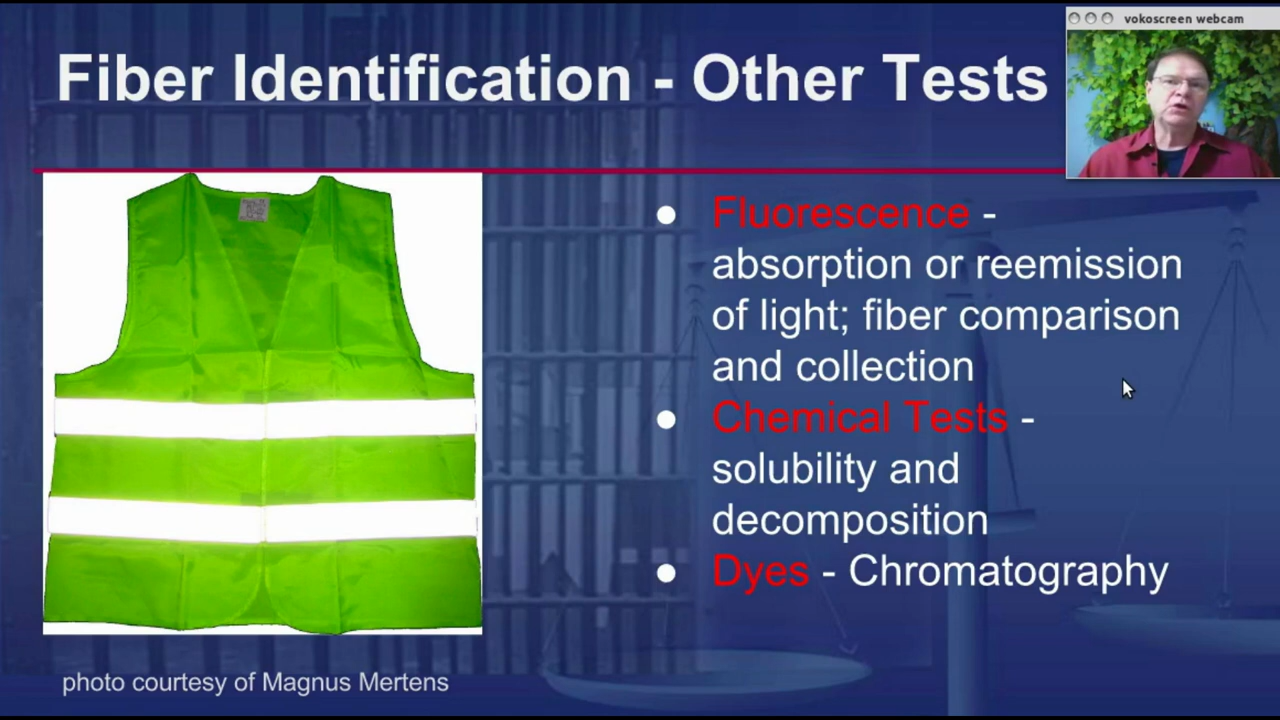 vokoscreen webcam
Fiber Identification - Other Tests
● Fluorescence -
absorption or reemission
of light; fiber comparison
and collection
● Chemical Tests -
solubility and
decomposition
● Dyes - Chromatography
photo courtesy of Magnus Mertens